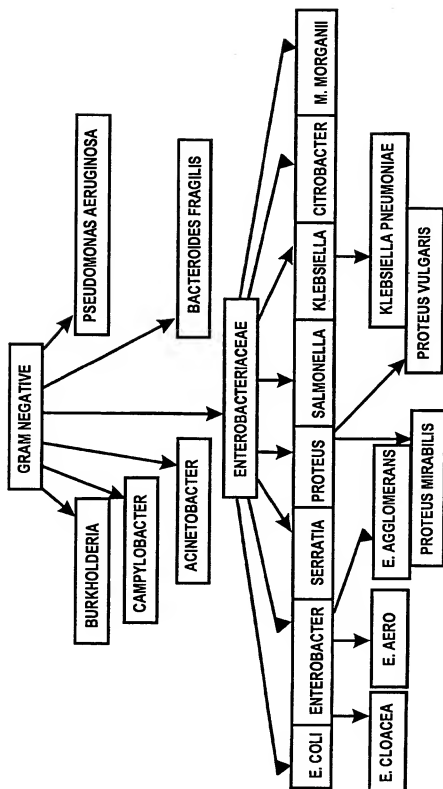 GRAM NEGATIVE
BURKHOLDERIA
PSEUDOMONAS AERUGINOSA
CAMPYLOBACTER
ACINETOBACTER
BACTEROIDES FRAGILIS
ENTEROBACTERIACEAE
E. COLI
ENTEROBACTER
SERRATIA
PROTEUS
SALMONELLA
KLEBSIELLA
CITROBACTER
M. MORGANII
E. CLOACEA
E. AERO
E. AGGLOMERANS
KLEBSIELLA PNEUMONIAE
PROTEUS MIRABILIS
PROTEUS VULGARIS